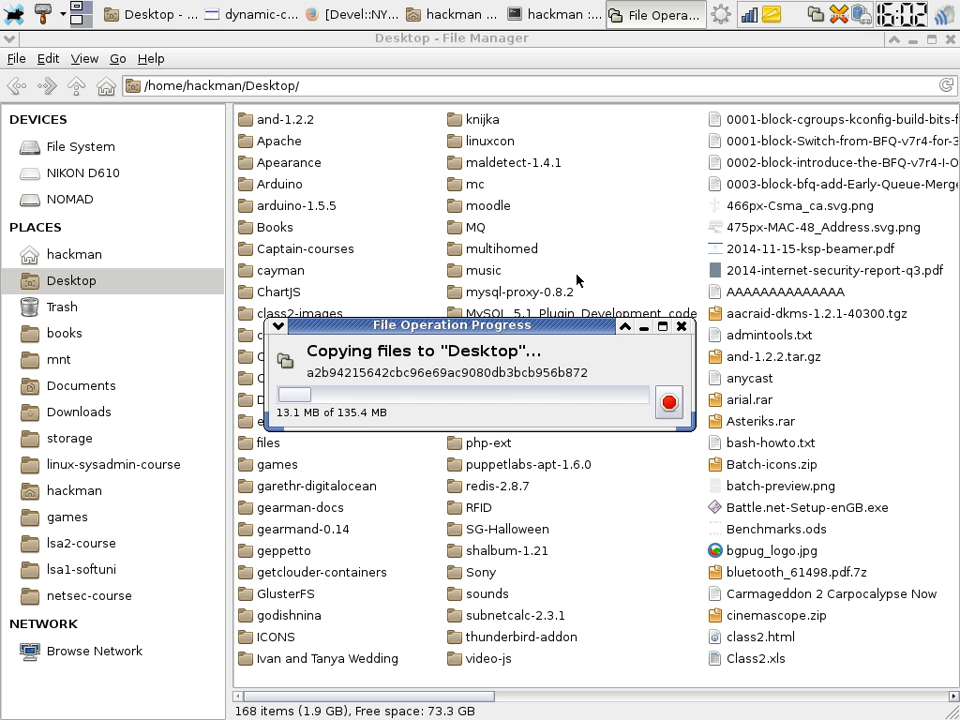 Desktop - ...
dynamic-c...
[Devel::NY...
hackman ...
hackman :...
File Opera...
16:02
Desktop - File Manager
File Edit View Go Help
/home/hackman/Desktop/
DEVICES
File System
NIKON D610
NOMAD
PLACES
hackman
Desktop
Trash
books
mnt
Documents
Downloads
storage
linux-sysadmin-course
hackman
games
lsa2-course
lsa1-softuni
netsec-course
NETWORK
Browse Network
and-1.2.2
Apache
Apearance
Arduino
arduino-1.5.5
Books
Captain-courses
cayman
ChartJS
class2-images
files
games
garethr-digitalocean
gearman-docs
gearmand-0.14
geppetto
getclouder-containers
GlusterFS
godishnina
ICONS
Ivan and Tanya Wedding
knijka
linuxcon
maldetect-1.4.1
mc
moodle
MQ
multihomed
music
mysql-proxy-0.8.2
MySQL_5.1_Plugin_Development_code
php-ext
puppetlabs-apt-1.6.0
redis-2.8.7
RFID
SG-Halloween
shalbum-1.21
Sony
sounds
subnetcalc-2.3.1
thunderbird-addon
video-js
0001-block-cgroups-kconfig-build-bits-f
0001-block-Switch-from-BFQ-v7r4-for-3
0002-block-introduce-the-BFQ-v7r4-I-O
0003-block-bfq-add-Early-Queue-Merge
466px-Csma_ca.svg.png
475px-MAC-48_Address.svg.png
2014-11-15-ksp-beamer.pdf
2014-internet-security-report-q3.pdf
AAAAAAAAAAAAAA
aacraid-dkms-1.2.1-40300.tgz
admintools.txt
and-1.2.2.tar.gz
anycast
arial.rar
Asteriks.rar
bash-howto.txt
Batch-icons.zip
batch-preview.png
Battle.net-Setup-enGB.exe
Benchmarks.ods
bgpug_logo.jpg
bluetooth_61498.pdf.7z
Carmageddon 2 Carpocalypse Now
cinemascope.zip
class2.html
Class2.xls
File Operation Progress
Copying files to "Desktop"...
a2b94215642cbc96e69ac9080db3bcb956b872
13.1 MB of 135.4 MB
168 items (1.9 GB), Free space: 73.3 GB